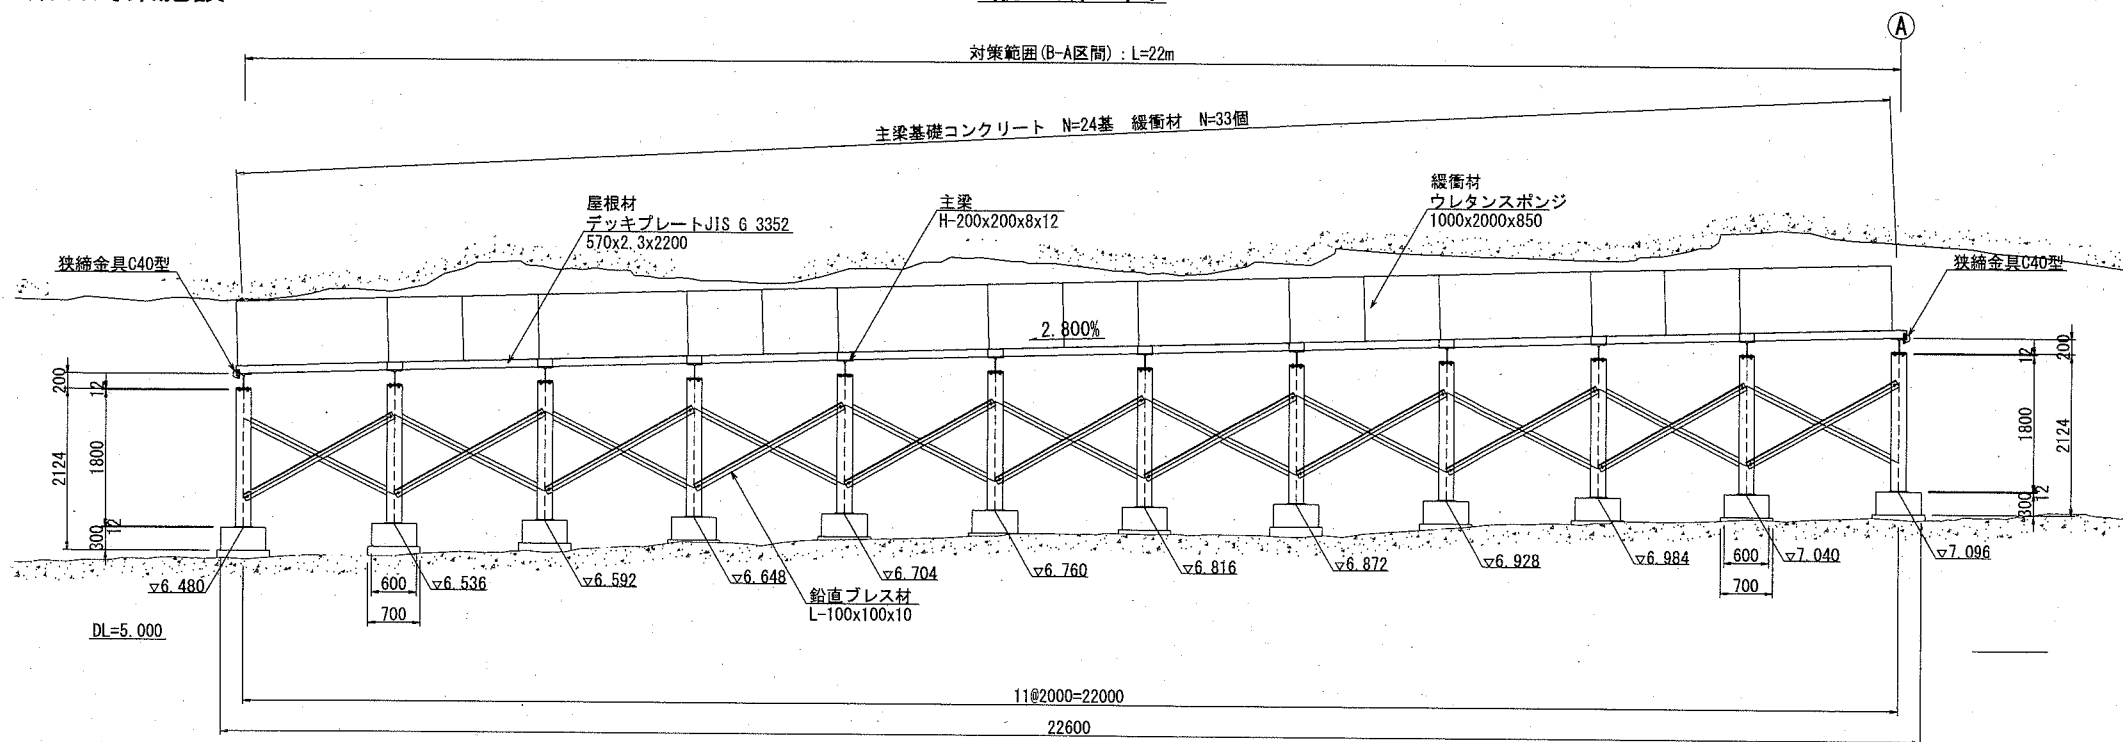 Ⓐ
対策範囲(B-A区間) : L=22m
主梁基礎コンクリート N=24基 緩衝材 N=33個
屋根材
デッキプレートJIS G 3352
570x2.3x2200
主梁
H-200x200x8x12
緩衝材
ウレタンスポンジ
1000x2000x850
狭締金具C40型
狭締金具C40型
2.800%
200
12
1800
2124
300
12
200
12
1800
2124
300
12
▽6.480
▽6.536
▽6.592
▽6.648
▽6.704
▽6.760
▽6.816
▽6.872
▽6.928
▽6.984
▽7.040
▽7.096
600
700
600
700
鉛直ブレス材
L-100x100x10
DL=5.000
11@2000=22000
22600